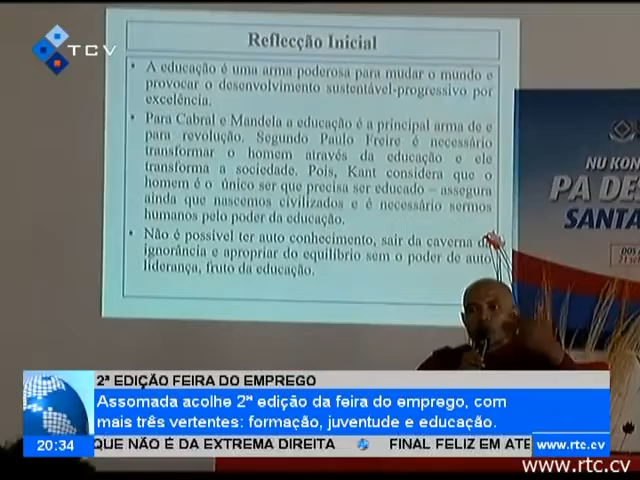 TCV
Reflecção Inicial
• A educação é uma arma poderosa para mudar o mundo e
provocar o desenvolvimento sustentável-progressivo por
excelência.
• Para Cabral e Mandela a educação é a principal arma de e
para revolução. Segundo Paulo Freire é necessário
transformar o homem através da educação e ele
transforma a sociedade. Pois, Kant considera que o
homem é o único ser que precisa ser educado – assegura
ainda que nascemos civilizados e é necessário sermos
humanos pelo poder da educação.
• Não é possível ter auto conhecimento, sair da caverna
ignorância e apropriar do equilíbrio sem o poder de auto
liderança, fruto da educação.
NU KON
PA DE
SANTA
2ª EDIÇÃO FEIRA DO EMPREGO
Assomada acolhe 2ª edição da feira do emprego, com
mais três vertentes: formação, juventude e educação.
20:34
QUE NÃO É DA EXTREMA DIREITA
FINAL FELIZ EM ATE
www.rtc.cv
www.rtc.cv